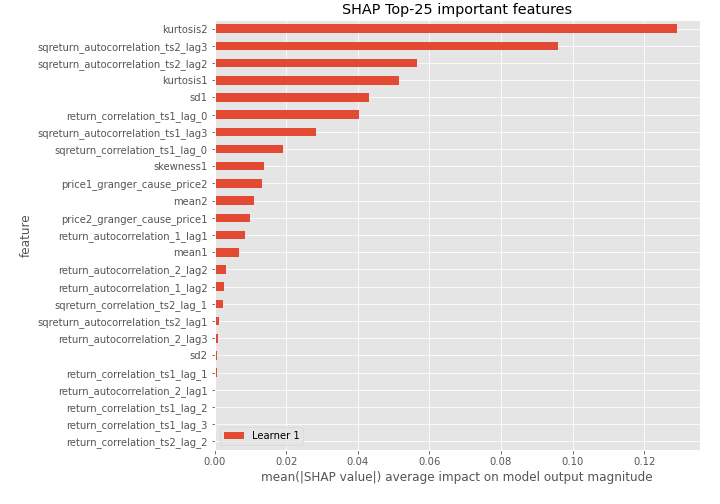 SHAP Top-25 important features
kurtosis2
sqreturn_autocorrelation_ts2_lag3
sqreturn_autocorrelation_ts2_lag2
kurtosis1
sd1
return_correlation_ts1_lag_0
sqreturn_autocorrelation_ts1_lag3
sqreturn_correlation_ts1_lag_0
skewness1
price1_granger_cause_price2
mean2
price2_granger_cause_price1
return_autocorrelation_1_lag1
mean1
return_autocorrelation_2_lag2
return_autocorrelation_1_lag2
sqreturn_correlation_ts2_lag_1
sqreturn_autocorrelation_ts2_lag1
return_autocorrelation_2_lag3
sd2
return_correlation_ts1_lag_1
return_autocorrelation_2_lag1
return_correlation_ts1_lag_2
return_correlation_ts1_lag_3
return_correlation_ts2_lag_2
feature
Learner 1
0.00 0.02 0.04 0.06 0.08 0.10 0.12
mean(|SHAP value|) average impact on model output magnitude